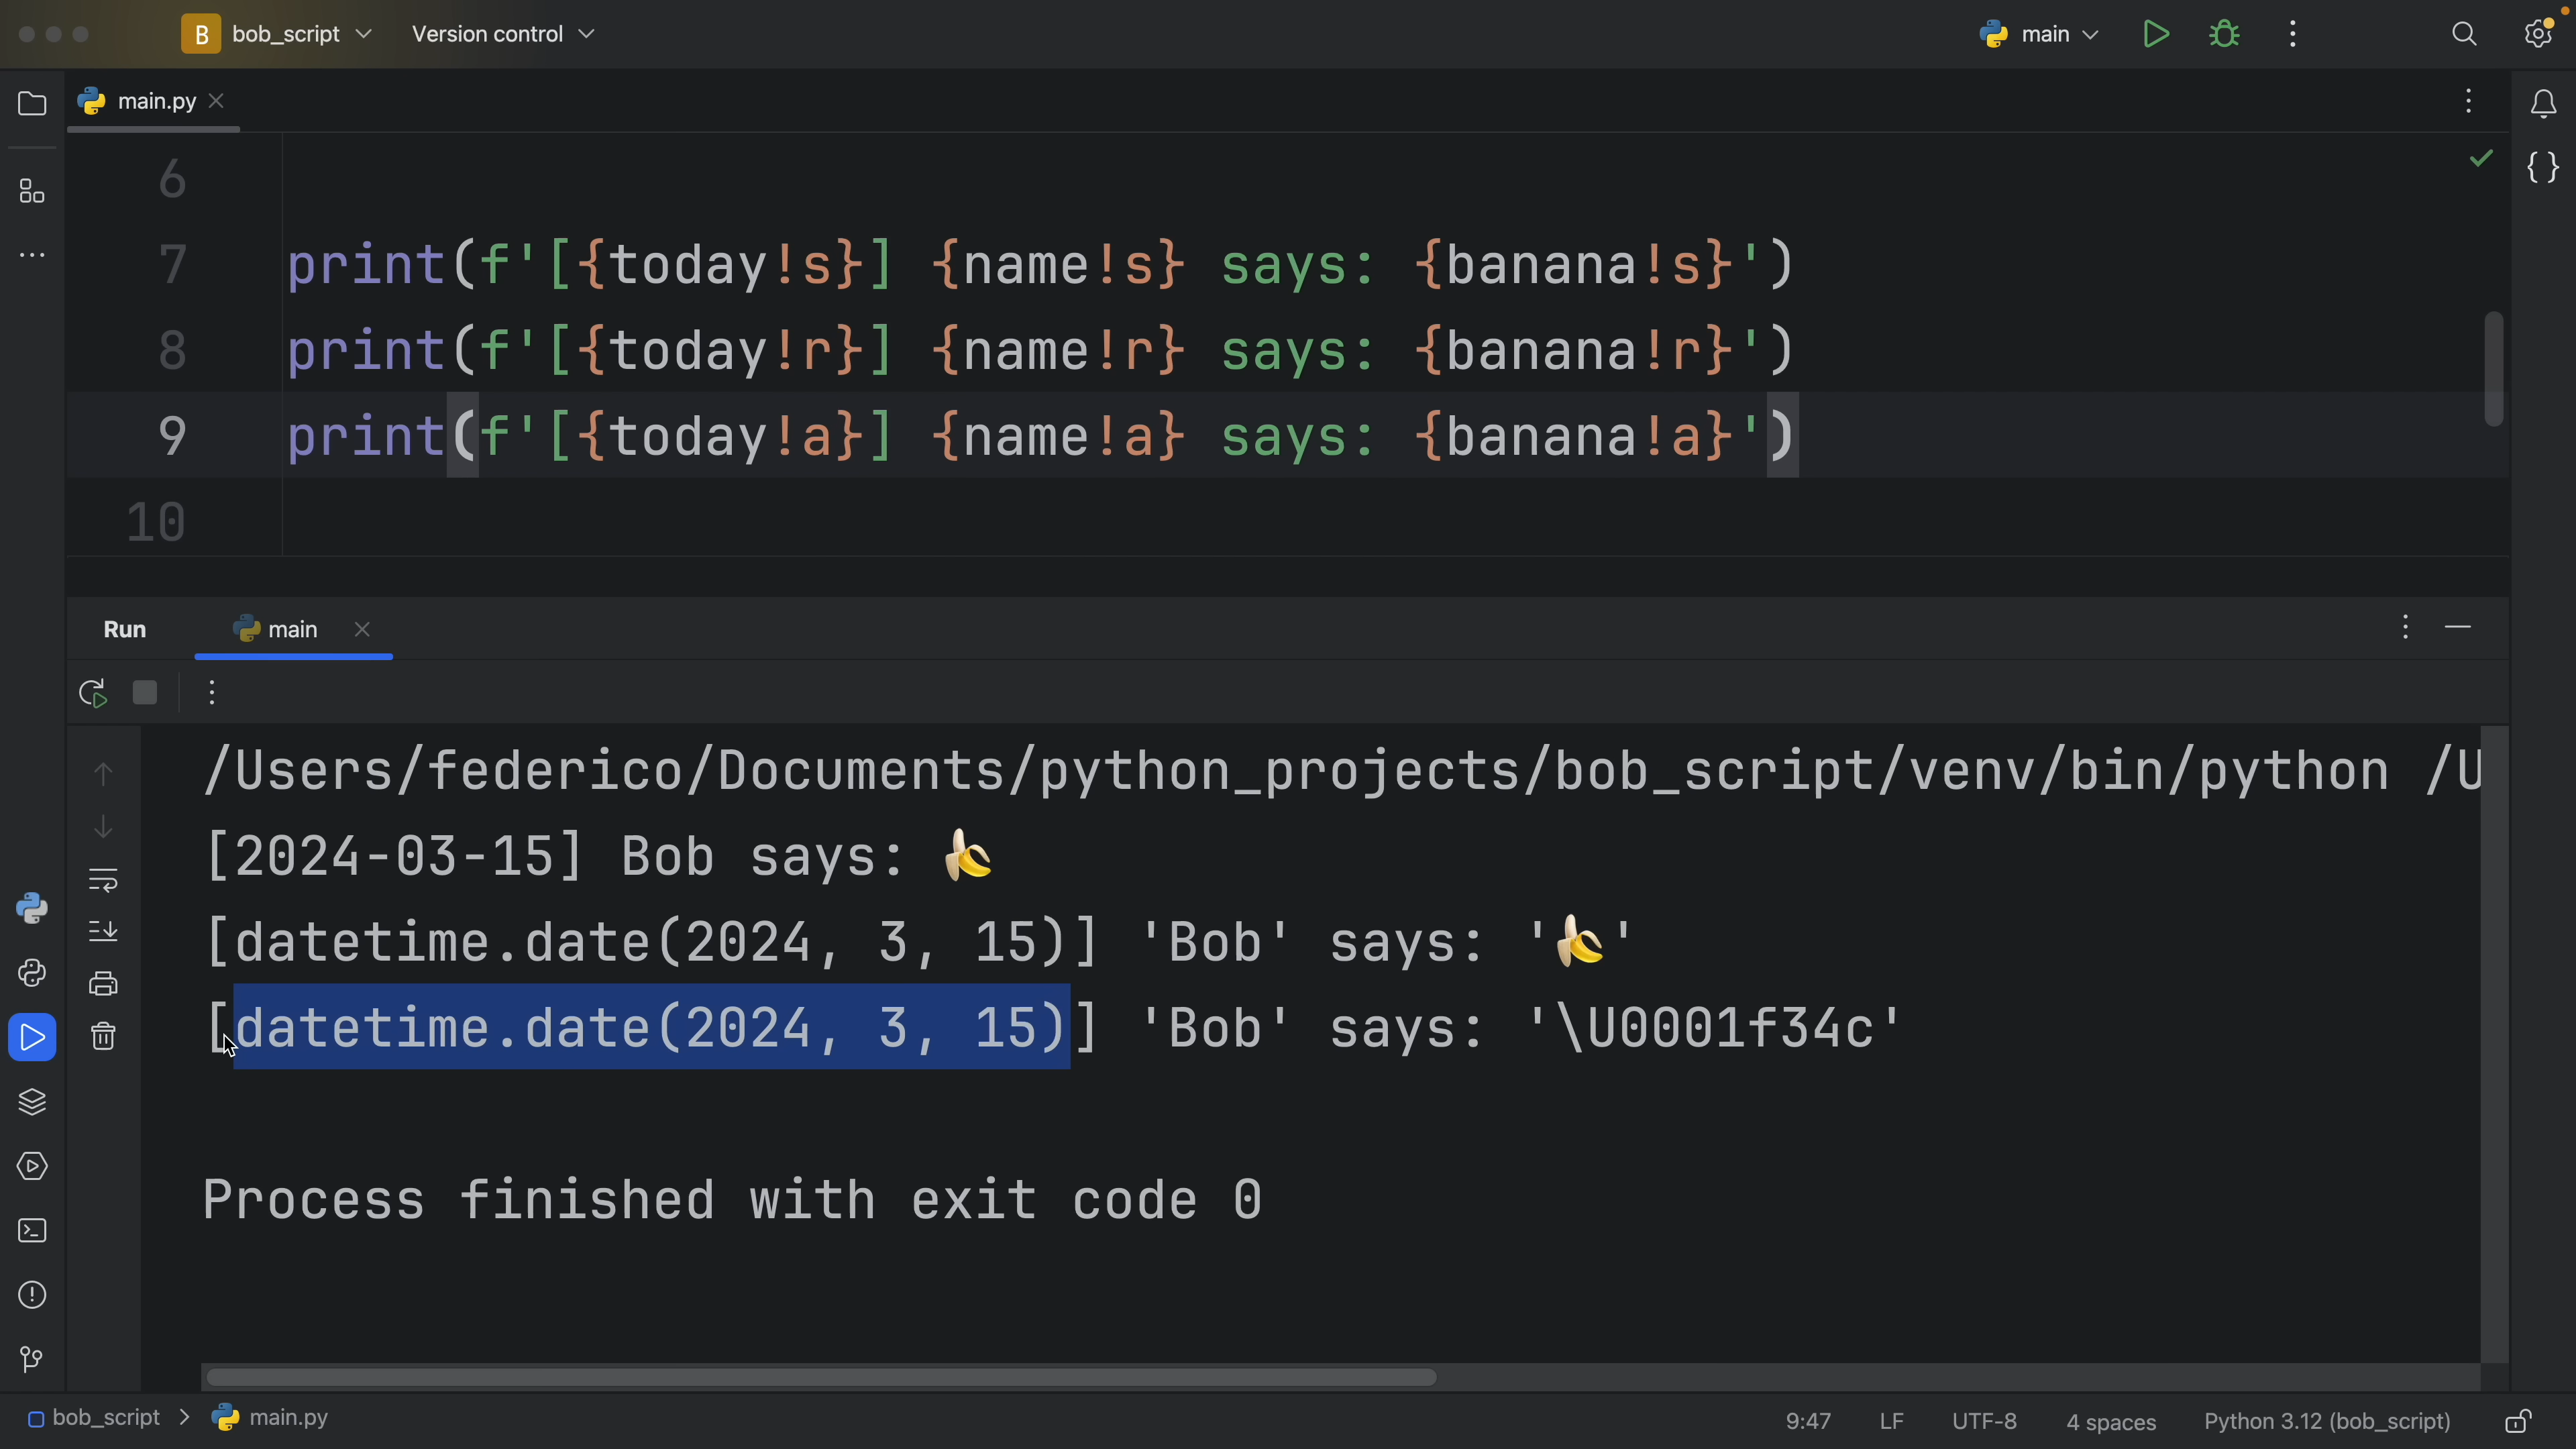 B bob_script Version control main
main.py
6
7 print(f'[{today!s}] {name!s} says: {banana!s}')
8 print(f'[{today!r}] {name!r} says: {banana!r}')
9 print(f'[{today!a}] {name!a} says: {banana!a}')
10
Run main
/Users/federico/Documents/python_projects/bob_script/venv/bin/python /U
[2024-03-15] Bob says: 🍌
[datetime.date(2024, 3, 15)] 'Bob' says: '🍌'
[datetime.date(2024, 3, 15)] 'Bob' says: '\U0001f34c'
Process finished with exit code 0
bob_script > main.py 9:47 LF UTF-8 4 spaces Python 3.12 (bob_script)